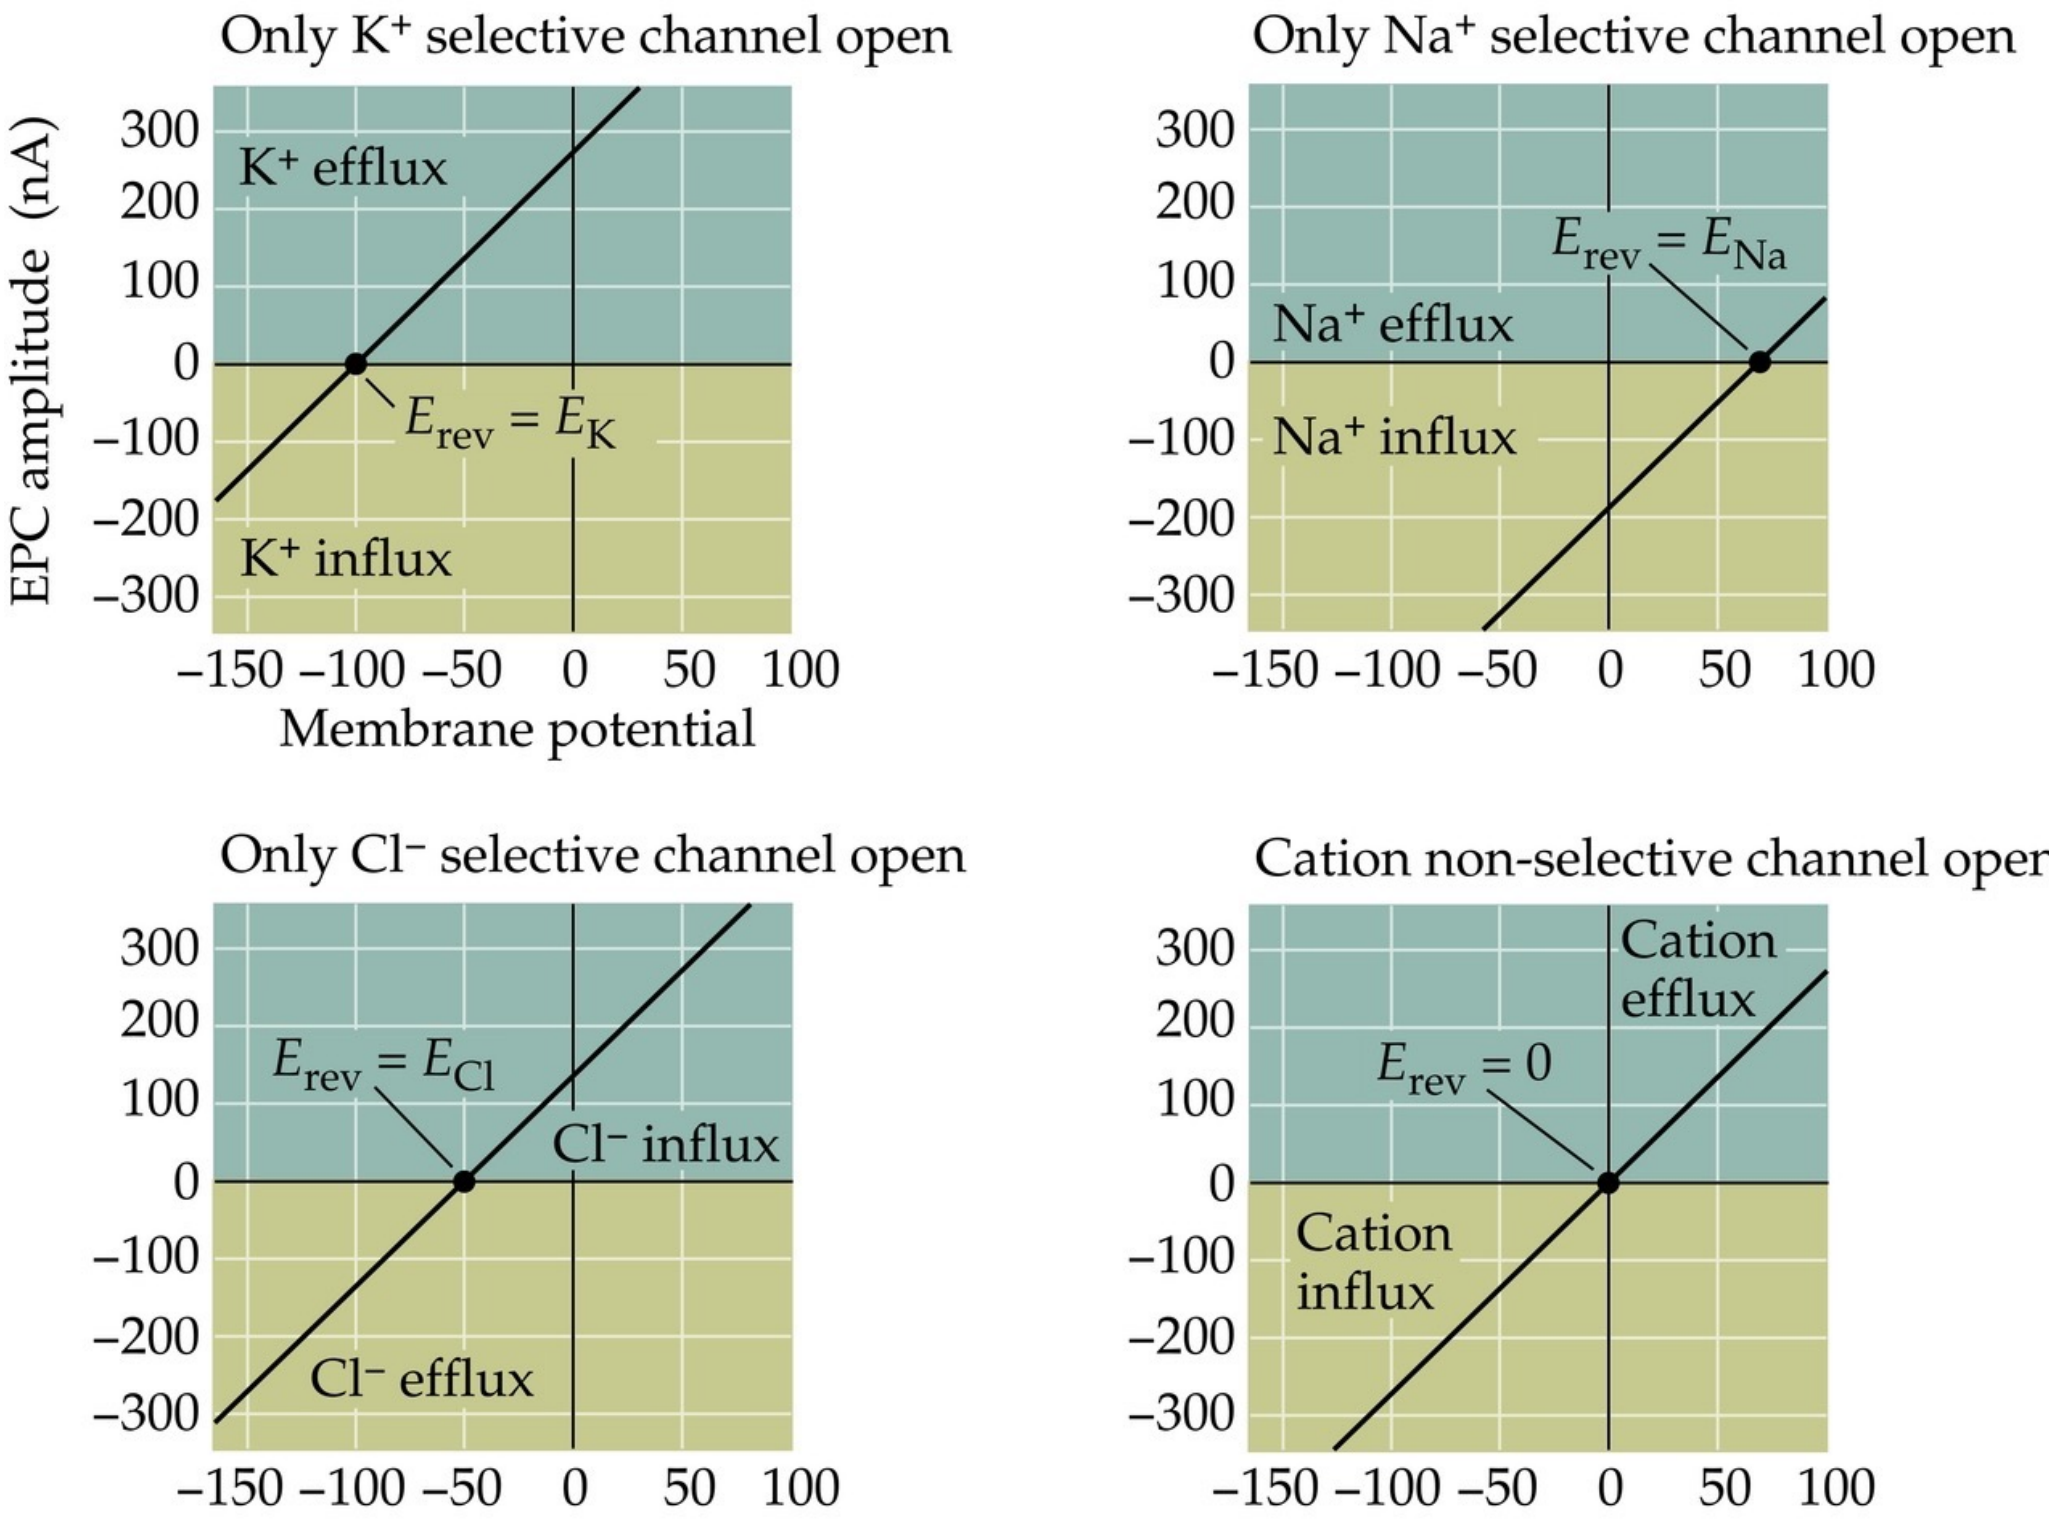 Only K⁺ selective channel open
EPC amplitude (nA)
300
200
100
0
–100
–200
–300
K⁺ efflux
E_rev = E_K
K⁺ influx
–150 –100 –50 0 50 100
Membrane potential
Only Na⁺ selective channel open
300
200
100
0
–100
–200
–300
E_rev = E_Na
Na⁺ efflux
Na⁺ influx
–150 –100 –50 0 50 100
Only Cl⁻ selective channel open
300
200
100
0
–100
–200
–300
E_rev = E_Cl
Cl⁻ influx
Cl⁻ efflux
–150 –100 –50 0 50 100
Cation non-selective channel open
300
200
100
0
–100
–200
–300
Cation
efflux
E_rev = 0
Cation
influx
–150 –100 –50 0 50 100